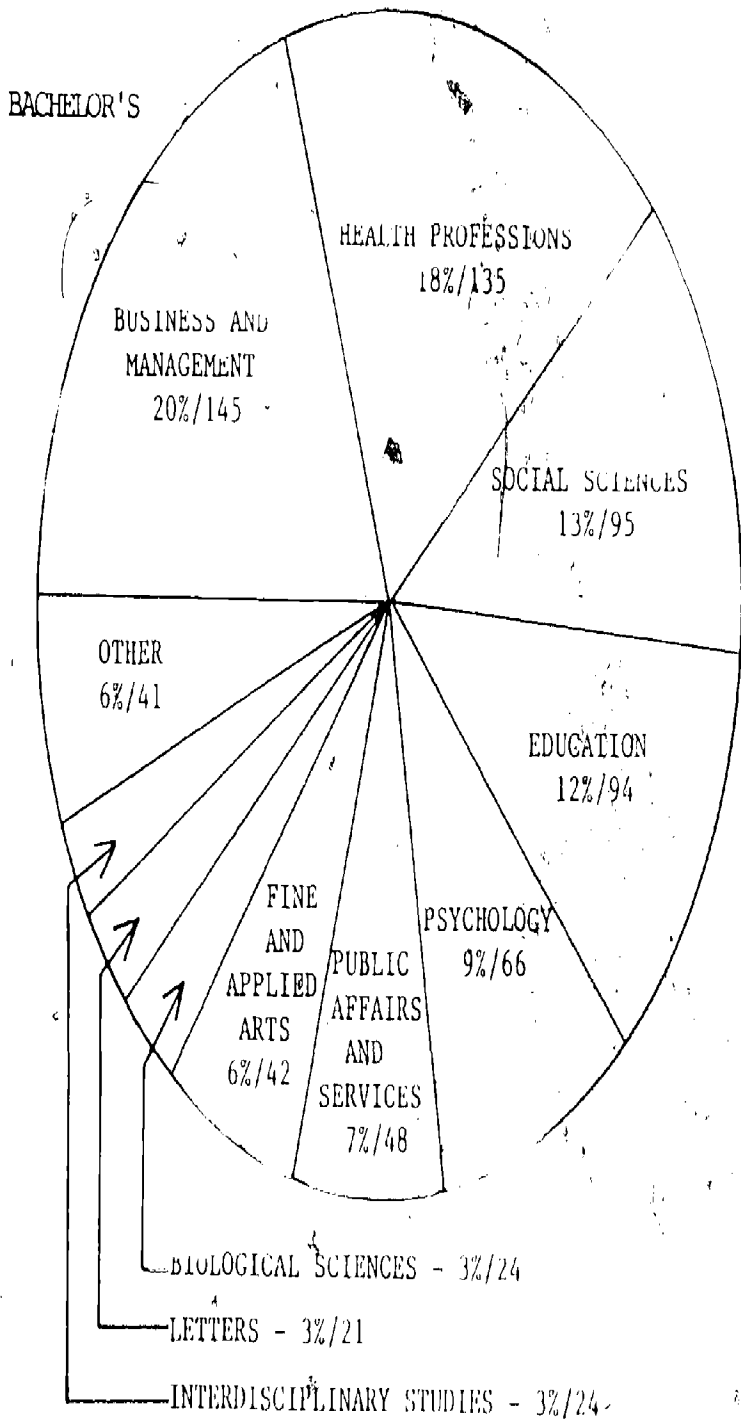 BACHELOR'S
HEALTH PROFESSIONS
18%/135
BUSINESS AND
MANAGEMENT
20%/145
SOCIAL SCIENCES
13%/95
OTHER
6%/41
EDUCATION
12%/94
PSYCHOLOGY
9%/66
FINE
AND
APPLIED
ARTS
6%/42
PUBLIC
AFFAIRS
AND
SERVICES
7%/48
BIOLOGICAL SCIENCES - 3%/24
LETTERS - 3%/21
INTERDISCIPLINARY STUDIES - 3%/24